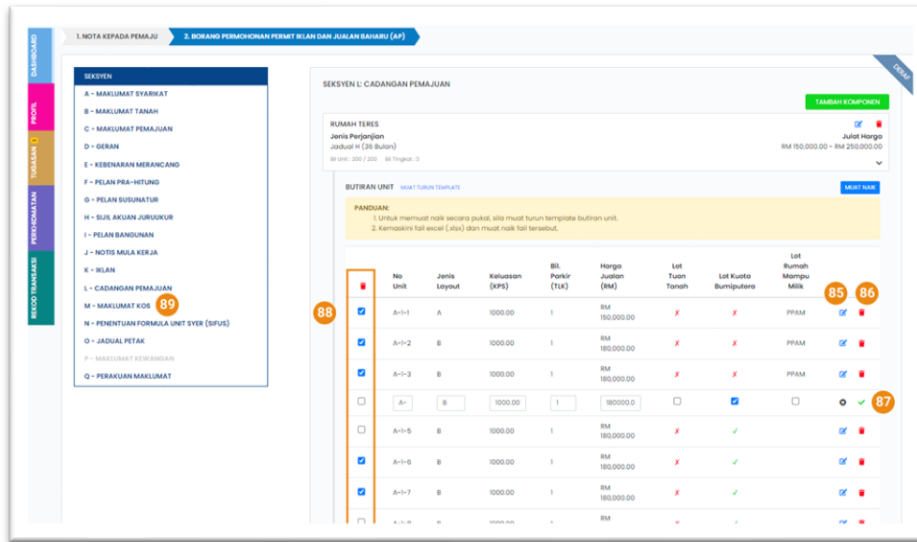 1. NOTA KEPADA PEMAJU
2. BORANG PERMOHONAN PERMIT IKLAN DAN JUALAN BAHARU (AP)
DASHBOARD
PROFIL
TUGASAN
PERKHIDMATAN
REKOD TRANSAKSI
SEKSYEN
A - MAKLUMAT SYARIKAT
B - MAKLUMAT TANAH
C - MAKLUMAT PEMAJUAN
D - GERAN
E - KEBENARAN MERANCANG
F - PELAN PRA-HITUNG
G - PELAN SUSUNATUR
H - SIJIL AKUAN JURUUKUR
I - PELAN BANGUNAN
J - NOTIS MULA KERJA
K - IKLAN
L - CADANGAN PEMAJUAN
M - MAKLUMAT KOS 89
N - PENENTUAN FORMULA UNIT SYER (SIFUS)
O - JADUAL PETAK
P - MAKLUMAT KEWANGAN
Q - PERAKUAN MAKLUMAT
DERAF
SEKSYEN L: CADANGAN PEMAJUAN
TAMBAH KOMPONEN
RUMAH TERES
Jenis Perjanjian Julat Harga
Jadual H (36 Bulan) RM 150,000.00 - RM 250,000.00
Bil Unit : 200 / 200 Bil Tingkat :
BUTIRAN UNIT MUAT TURUN TEMPLATE MUAT NAIK
PANDUAN:
1. Untuk memuat naik secara pukal, sila muat turun template butiran unit.
2. Kemaskini fail excel (.xlsx) dan muat naik fail tersebut.
No Unit Jenis Layout Keluasan (KPS) Bil. Parkir (TLK) Harga Jualan (RM) Lot Tuan Tanah Lot Kuota Bumiputera Lot Rumah Mampu Milik 85 86
88 A-1-1 A 1000.00 1 RM 150,000.00 ✗ ✗ PPAM
A-1-2 B 1000.00 1 RM 180,000.00 ✗ ✗ PPAM
A-1-3 B 1000.00 1 RM 180,000.00 ✗ ✗ PPAM
A- B 1000.00 1 180000.0 87
A-1-5 B 1000.00 1 RM 180,000.00 ✗ ✓
A-1-6 B 1000.00 1 RM 180,000.00 ✗ ✓
A-1-7 B 1000.00 1 RM 180,000.00 ✗ ✓
RM